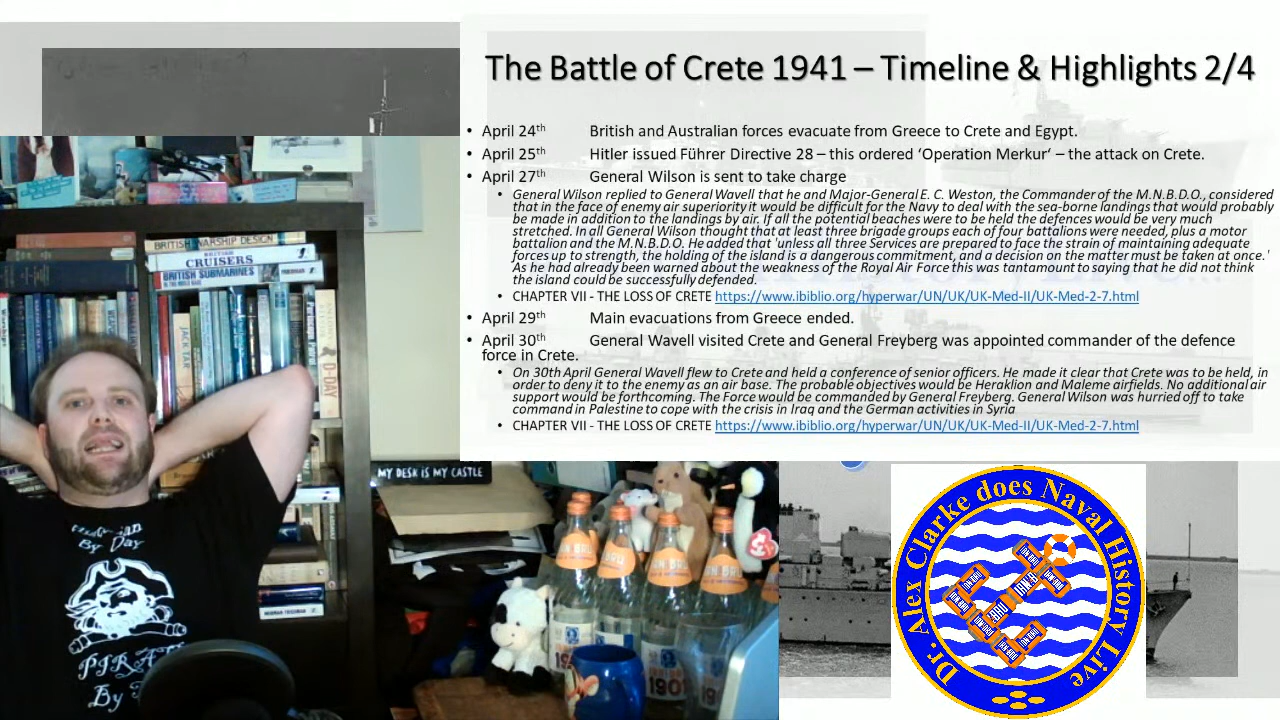 The Battle of Crete 1941 – Timeline & Highlights 2/4
• April 24th British and Australian forces evacuate from Greece to Crete and Egypt.
• April 25th Hitler issued Führer Directive 28 – this ordered ‘Operation Merkur‘ – the attack on Crete.
• April 27th General Wilson is sent to take charge
• General Wilson replied to General Wavell that he and Major-General E. C. Weston, the Commander of the M.N.B.D.O., considered
that in the face of enemy air superiority it would be difficult for the Navy to deal with the sea-borne landings that would probably
be made in addition to the landings by air. If all the potential beaches were to be held the defences would be very much
stretched. In all General Wilson thought that at least three brigade groups each of four battalions were needed, plus a motor
battalion and the M.N.B.D.O. He added that 'unless all three Services are prepared to face the strain of maintaining adequate
forces up to strength, the holding of the island is a dangerous commitment, and a decision on the matter must be taken at once.'
As he had already been warned about the weakness of the Royal Air Force this was tantamount to saying that he did not think
the island could be successfully defended.
• CHAPTER VII - THE LOSS OF CRETE https://www.ibiblio.org/hyperwar/UN/UK/UK-Med-II/UK-Med-2-7.html
• April 29th Main evacuations from Greece ended.
• April 30th General Wavell visited Crete and General Freyberg was appointed commander of the defence
force in Crete.
• On 30th April General Wavell flew to Crete and held a conference of senior officers. He made it clear that Crete was to be held, in
order to deny it to the enemy as an air base. The probable objectives would be Heraklion and Maleme airfields. No additional air
support would be forthcoming. The Force would be commanded by General Freyberg. General Wilson was hurried off to take
command in Palestine to cope with the crisis in Iraq and the German activities in Syria
• CHAPTER VII - THE LOSS OF CRETE https://www.ibiblio.org/hyperwar/UN/UK/UK-Med-II/UK-Med-2-7.html
BRITISH WARSHIP DESIGN
BRITISH CRUISERS
BRITISH SUBMARINES
JACK TAR
D-DAY
NORMAN FRIEDMAN
MY DESK IS MY CASTLE
By Day
PIRATE
By
BRU
1901
Dr. Alex Clarke does Naval History Live
IRN BRU